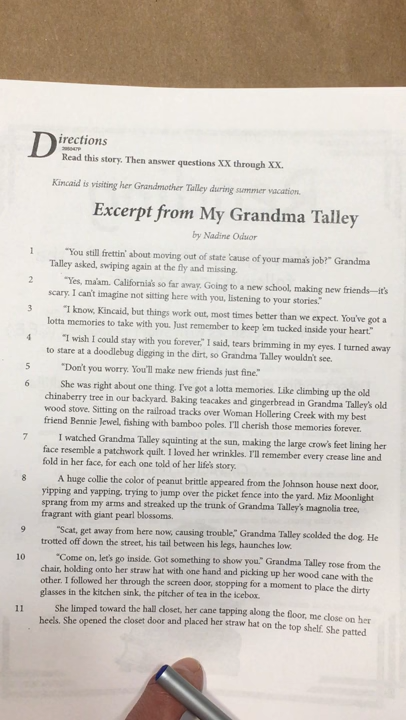 Directions
Read this story. Then answer questions XX through XX.
Kincaid is visiting her Grandmother Talley during summer vacation.
Excerpt from My Grandma Talley
by Nadine Oduor
1 "You still frettin' about moving out of state 'cause of your mama's job?" Grandma
Talley asked, swiping again at the fly and missing.
2 "Yes, ma'am. California's so far away. Going to a new school, making new friends—it's
scary. I can't imagine not sitting here with you, listening to your stories."
3 "I know, Kincaid, but things work out, most times better than we expect. You've got a
lotta memories to take with you. Just remember to keep 'em tucked inside your heart."
4 "I wish I could stay with you forever," I said, tears brimming in my eyes. I turned away
to stare at a doodlebug digging in the dirt, so Grandma Talley wouldn't see.
5 "Don't you worry. You'll make new friends just fine."
6 She was right about one thing. I've got a lotta memories. Like climbing up the old
chinaberry tree in our backyard. Baking teacakes and gingerbread in Grandma Talley's old
wood stove. Sitting on the railroad tracks over Woman Hollering Creek with my best
friend Bennie Jewel, fishing with bamboo poles. I'll cherish those memories forever.
7 I watched Grandma Talley squinting at the sun, making the large crow's feet lining her
face resemble a patchwork quilt. I loved her wrinkles. I'll remember every crease line and
fold in her face, for each one told of her life's story.
8 A huge collie the color of peanut brittle appeared from the Johnson house next door,
yipping and yapping, trying to jump over the picket fence into the yard. Miz Moonlight
sprang from my arms and streaked up the trunk of Grandma Talley's magnolia tree,
fragrant with giant pearl blossoms.
9 "Scat, get away from here now, causing trouble," Grandma Talley scolded the dog. He
trotted off down the street, his tail between his legs, haunches low.
10 "Come on, let's go inside. Got something to show you." Grandma Talley rose from the
chair, holding onto her straw hat with one hand and picking up her wood cane with the
other. I followed her through the screen door, stopping for a moment to place the dirty
glasses in the kitchen sink, the pitcher of tea in the icebox.
11 She limped toward the hall closet, her cane tapping along the floor, me close on her
heels. She opened the closet door and placed her straw hat on the top shelf. She patted